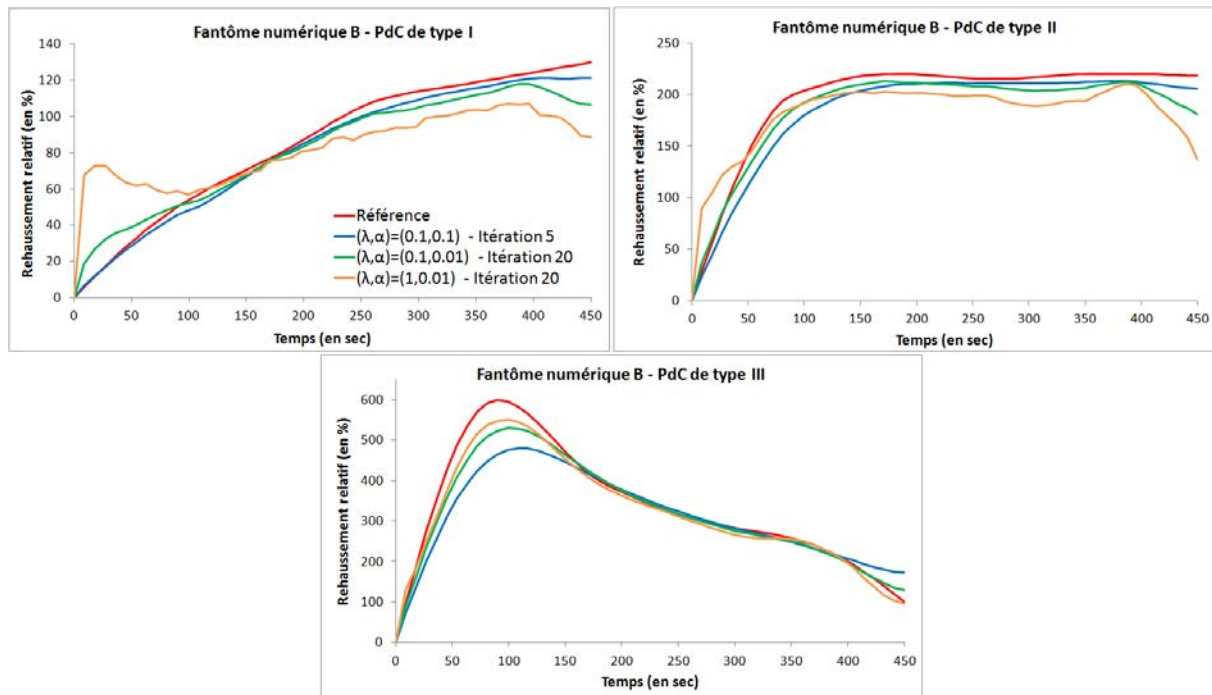 Fantôme numérique B - PdC de type I
Rehaussement relatif (en %)
140
120
100
80
60
40
20
0
Référence
(λ,α)=(0.1,0.1) - Itération 5
(λ,α)=(0.1,0.01) - Itération 20
(λ,α)=(1,0.01) - Itération 20
0 50 100 150 200 250 300 350 400 450
Temps (en sec)
Fantôme numérique B - PdC de type II
Rehaussement relatif (en %)
250
200
150
100
50
0
0 50 100 150 200 250 300 350 400 450
Temps (en sec)
Fantôme numérique B - PdC de type III
Rehaussement relatif (en %)
600
500
400
300
200
100
0
0 50 100 150 200 250 300 350 400 450
Temps (en sec)